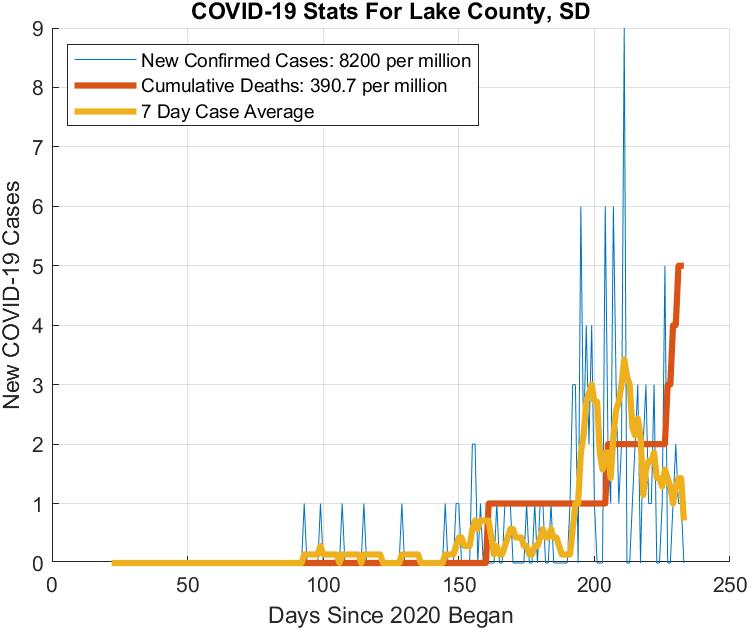 COVID-19 Stats For Lake County, SD
New Confirmed Cases: 8200 per million
Cumulative Deaths: 390.7 per million
7 Day Case Average
New COVID-19 Cases
9
8
7
6
5
4
3
2
1
0
0 50 100 150 200 250
Days Since 2020 Began